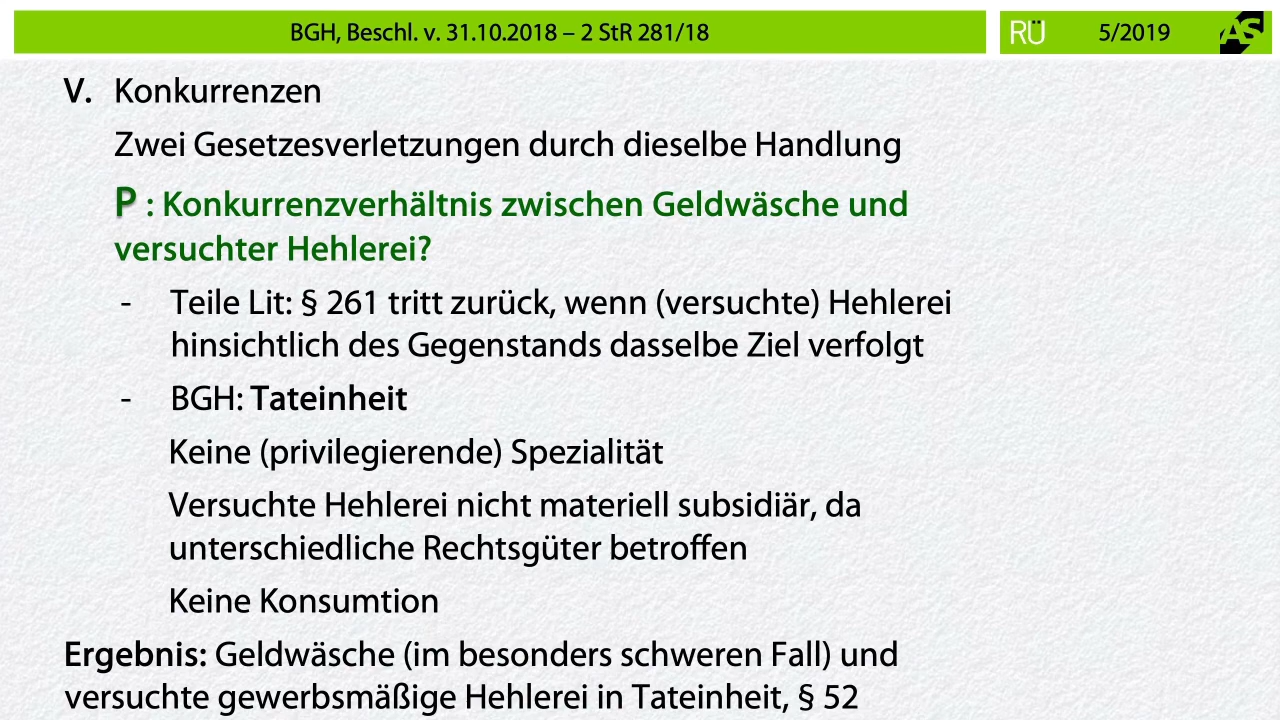 BGH, Beschl. v. 31.10.2018 – 2 StR 281/18
RÜ 5/2019 AS
V. Konkurrenzen
Zwei Gesetzesverletzungen durch dieselbe Handlung
P : Konkurrenzverhältnis zwischen Geldwäsche und
versuchter Hehlerei?
- Teile Lit: § 261 tritt zurück, wenn (versuchte) Hehlerei
hinsichtlich des Gegenstands dasselbe Ziel verfolgt
- BGH: Tateinheit
Keine (privilegierende) Spezialität
Versuchte Hehlerei nicht materiell subsidiär, da
unterschiedliche Rechtsgüter betroffen
Keine Konsumtion
Ergebnis: Geldwäsche (im besonders schweren Fall) und
versuchte gewerbsmäßige Hehlerei in Tateinheit, § 52